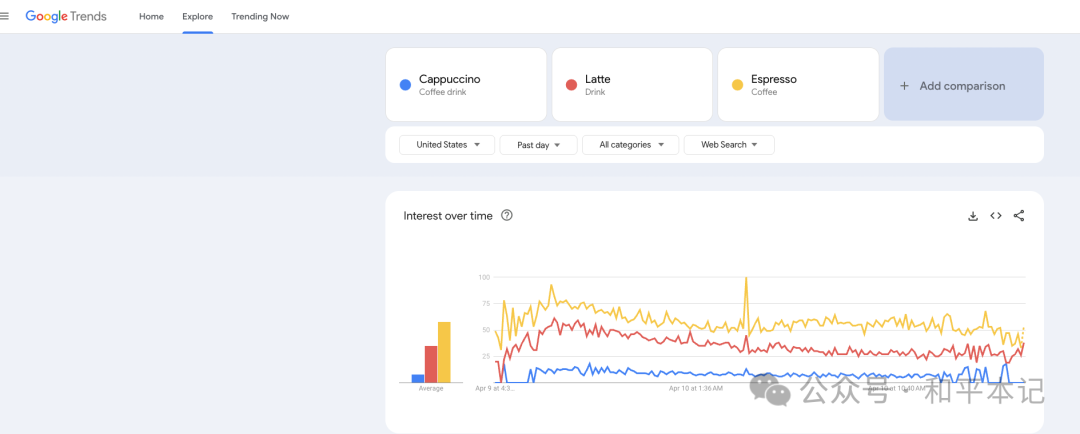 Google Trends Home Explore Trending Now
Cappuccino Latte Espresso
Coffee drink Drink Coffee
+ Add comparison
United States Past day All categories Web Search
Interest over time
100
75
50
25
Average Apr 9 at 4:3... Apr 10 at 1:36 AM Apr 10 at 10:40 AM
公众号 · 和平本记